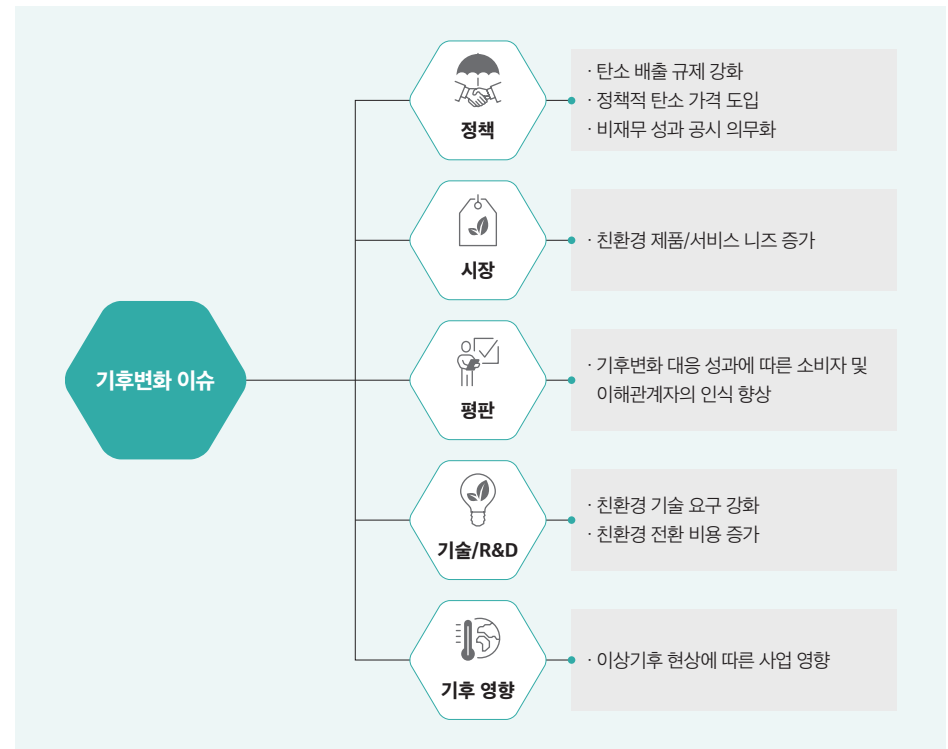 기후변화 이슈
정책
· 탄소 배출 규제 강화
· 정책적 탄소 가격 도입
· 비재무 성과 공시 의무화
시장
· 친환경 제품/서비스 니즈 증가
평판
· 기후변화 대응 성과에 따른 소비자 및
이해관계자의 인식 향상
기술/R&D
· 친환경 기술 요구 강화
· 친환경 전환 비용 증가
기후 영향
· 이상기후 현상에 따른 사업 영향